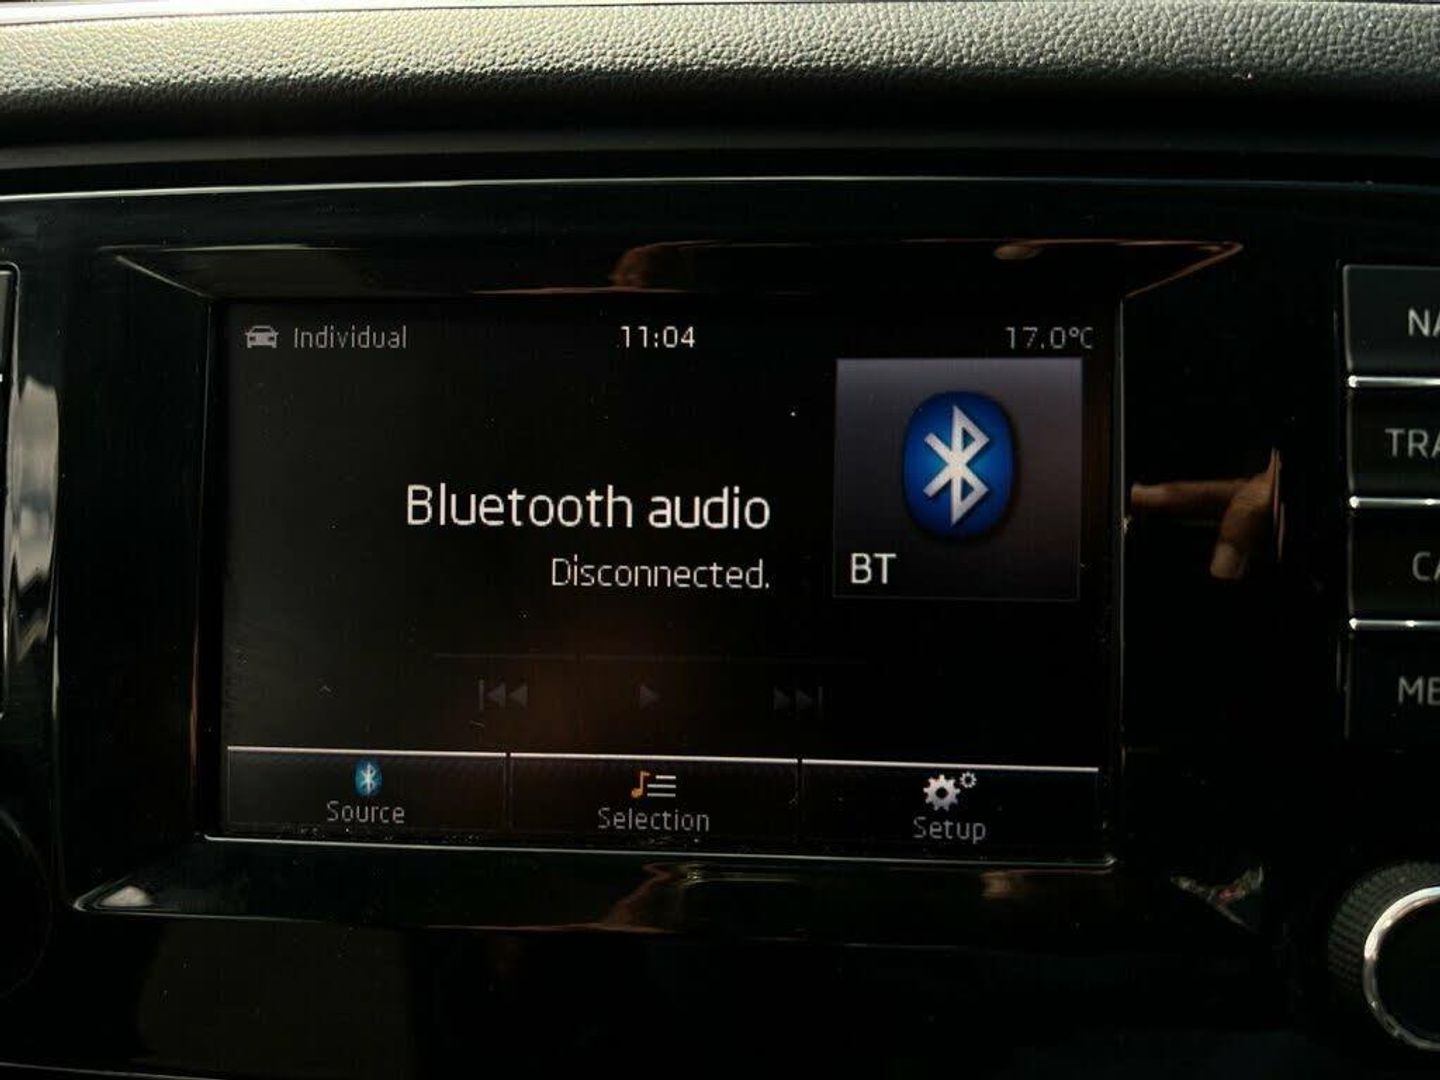 Individual
11:04
17.0°C
Bluetooth audio
Disconnected.
BT
Source
Selection
Setup